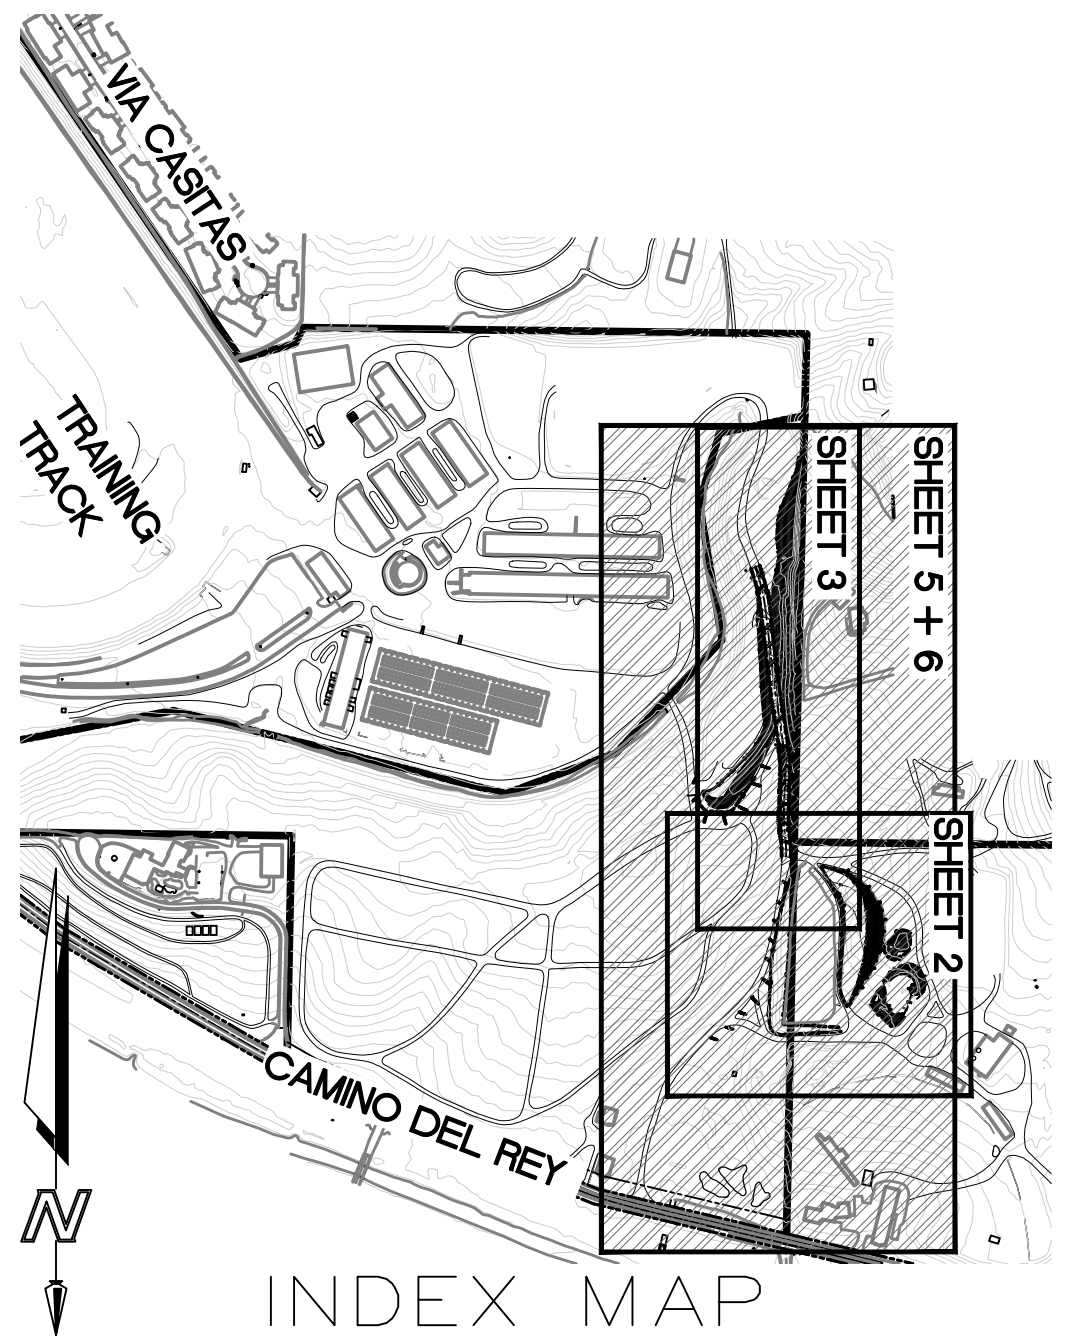 VIA CASITAS
TRAINING
TRACK
SHEET 3
SHEET 5 + 6
SHEET 2
CAMINO DEL REY
N
INDEX MAP